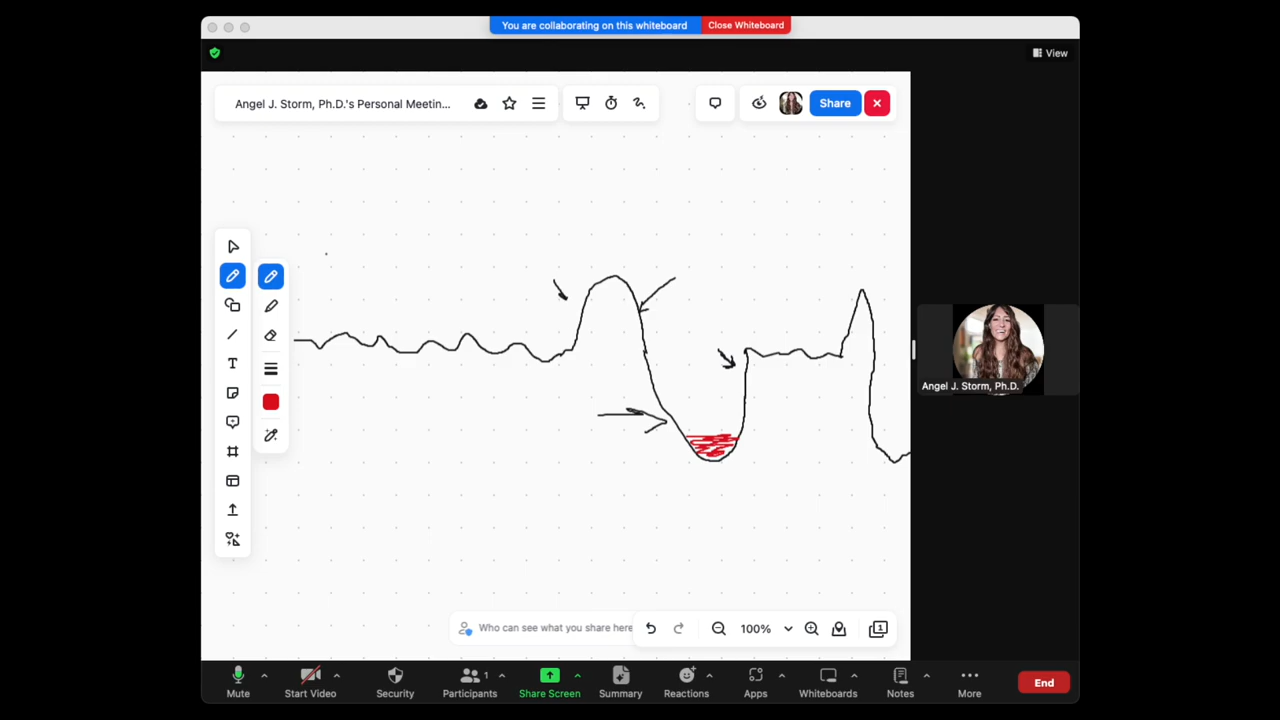 You are collaborating on this whiteboard
Close Whiteboard
View
Angel J. Storm, Ph.D.'s Personal Meetin...
Share
T
Angel J. Storm, Ph.D.
Who can see what you share here
100%
1
Mute
Start Video
Security
Participants 1
Share Screen
Summary
Reactions
Apps
Whiteboards
Notes
More
End